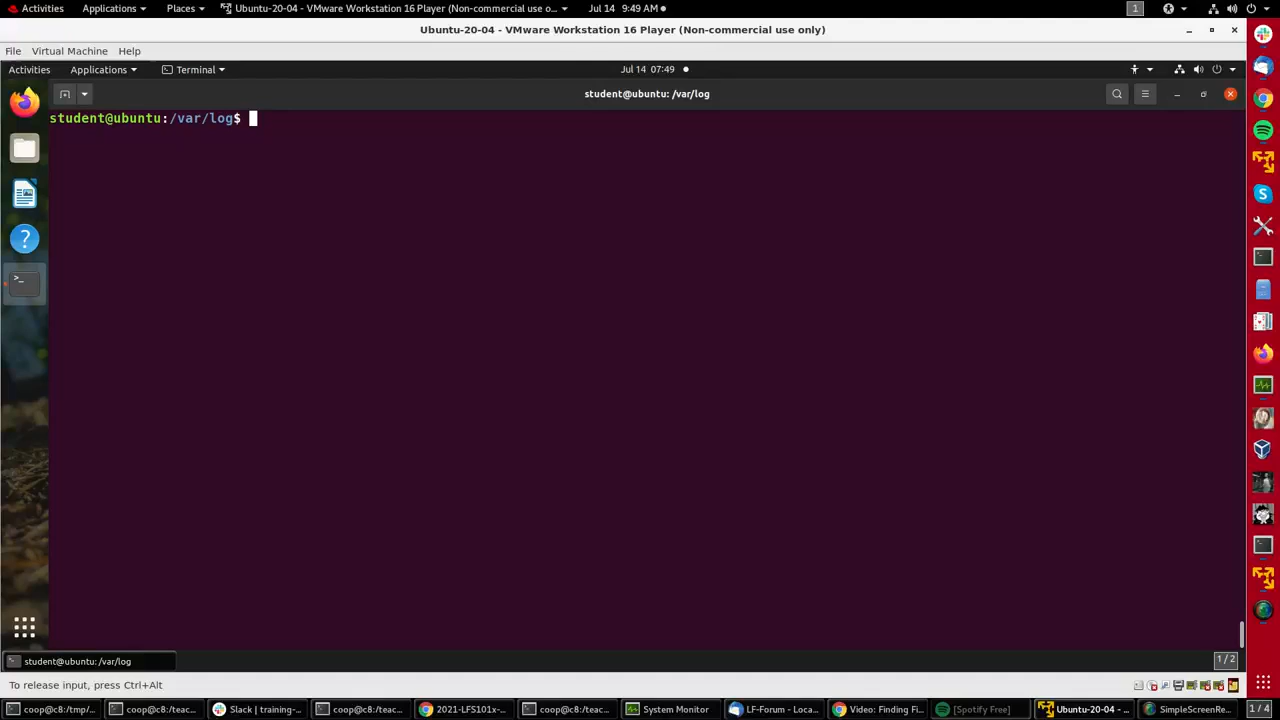 Activities Applications Places Ubuntu-20-04 - VMware Workstation 16 Player (Non-commercial use o... Jul 14 9:49 AM 1
Ubuntu-20-04 - VMware Workstation 16 Player (Non-commercial use only)
File Virtual Machine Help
Activities Applications Terminal Jul 14 07:49
student@ubuntu: /var/log
student@ubuntu:/var/log$
student@ubuntu: /var/log 1/2
To release input, press Ctrl+Alt
coop@c8:/tmp/... coop@c8:/teac... Slack | training-... coop@c8:/teac... 2021-LFS101x-... coop@c8:/teac... System Monitor LF-Forum - Loca... Video: Finding Fi... [Spotify Free] Ubuntu-20-04 -... SimpleScreenRe... 1 / 4